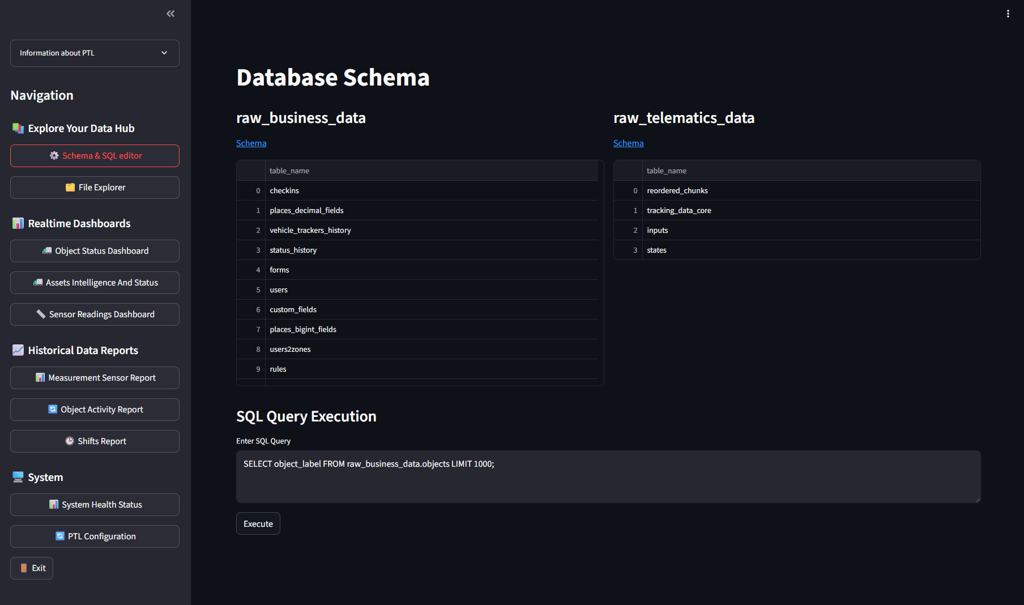 Information about PTL
Navigation
Explore Your Data Hub
Schema & SQL editor
File Explorer
Realtime Dashboards
Object Status Dashboard
Assets Intelligence And Status
Sensor Readings Dashboard
Historical Data Reports
Measurement Sensor Report
Object Activity Report
Shifts Report
System
System Health Status
PTL Configuration
Exit
Database Schema
raw_business_data
Schema
table_name
0 checkins
1 places_decimal_fields
2 vehicle_trackers_history
3 status_history
4 forms
5 users
6 custom_fields
7 places_bigint_fields
8 users2zones
9 rules
raw_telematics_data
Schema
table_name
0 reordered_chunks
1 tracking_data_core
2 inputs
3 states
SQL Query Execution
Enter SQL Query
SELECT object_label FROM raw_business_data.objects LIMIT 1000;
Execute